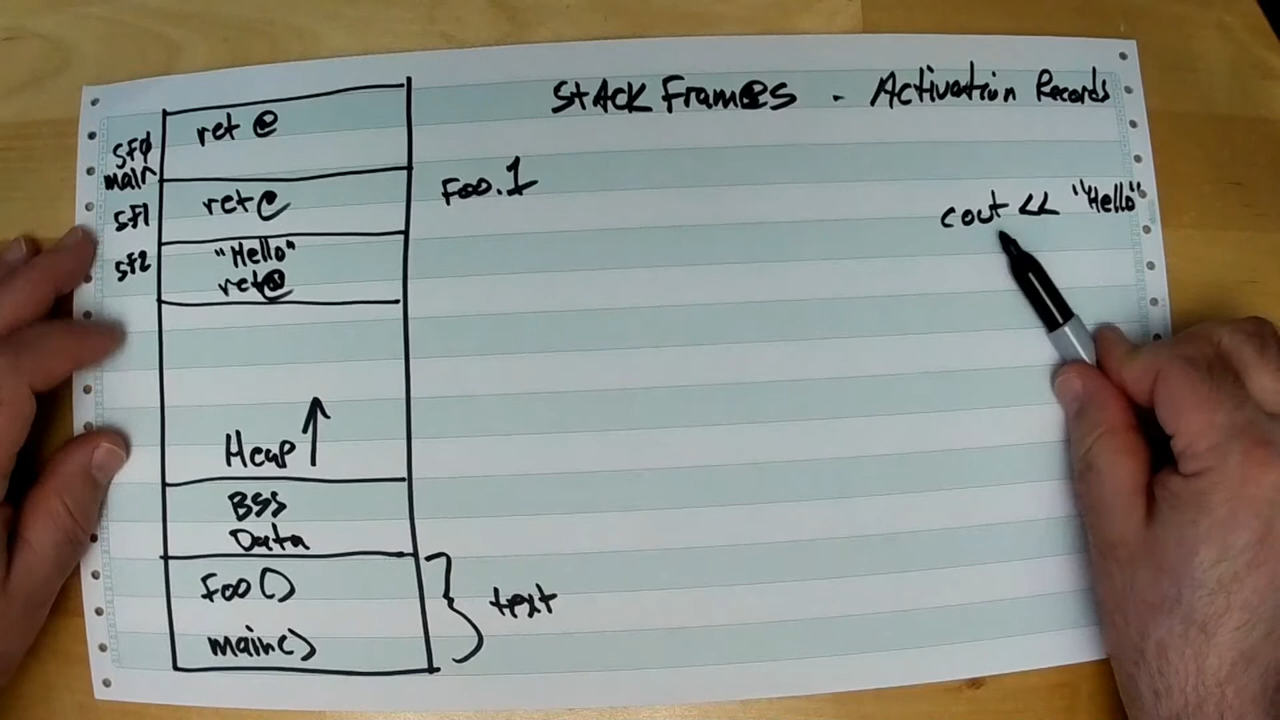 Stack Frames - Activation Records
ret @
SFØ
main
Foo.1
ret @
SF1
cout << "Hello"
"Hello"
ret@
SF2
Heap ↑
BSS
Data
Foo()
main()
text